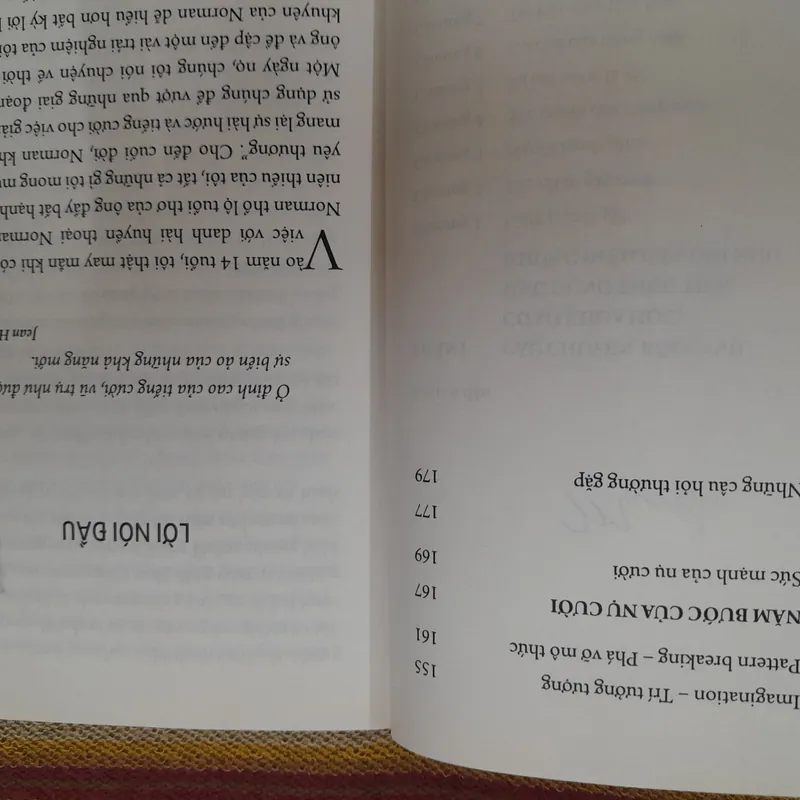 Imagination – Trí tưởng tượng 155
Pattern breaking – Phá vỡ mô thức 161
NĂM BƯỚC CỦA NỤ CƯỜI 167
Sức mạnh của nụ cười 169
177
Những câu hỏi thường gặp 179
LỜI NÓI ĐẦU
Ở đỉnh cao của tiếng cười, vũ trụ như
sự biến ảo của những khả năng mới.
Jean H
Vào năm 14 tuổi, tôi thật may mắn khi có
việc với danh hài huyền thoại Norman
Norman thổ lộ tuổi thơ của ông đầy bất hạnh
niên thiếu của tôi, tất cả những gì tôi mong
yêu thương”. Cho đến cuối đời, Norman
mang lại sự hài hước và tiếng cười cho việc
sử dụng chúng để vượt qua những giai đoạn
Một ngày nọ, chúng tôi nói chuyện về thời
ông và đề cập đến một vài trải nghiệm của tôi
khuyên của Norman dễ hiểu hơn bất kỳ lời